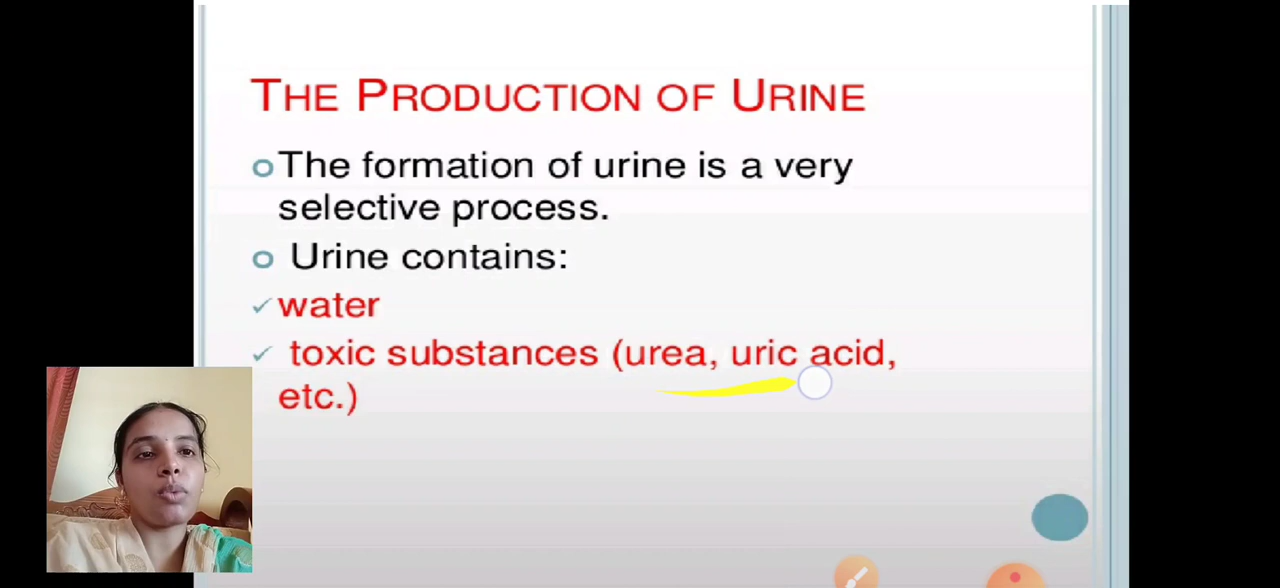 THE PRODUCTION OF URINE
The formation of urine is a very
selective process.
Urine contains:
water
toxic substances (urea, uric acid,
etc.)